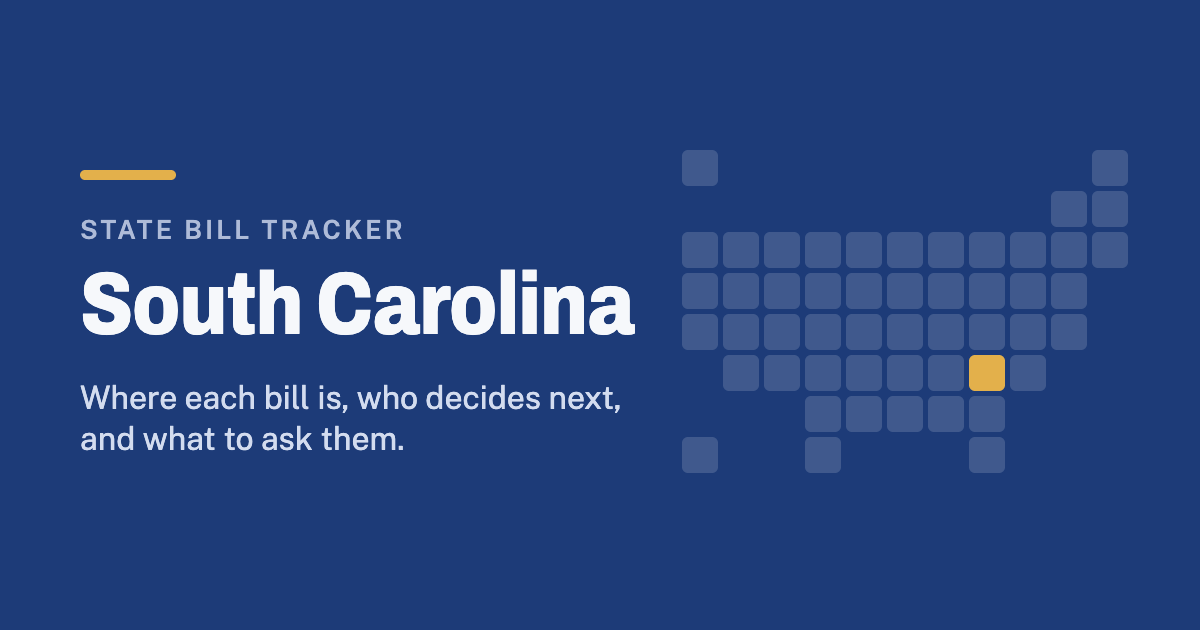 STATE BILL TRACKER
South Carolina
Where each bill is, who decides next,
and what to ask them.